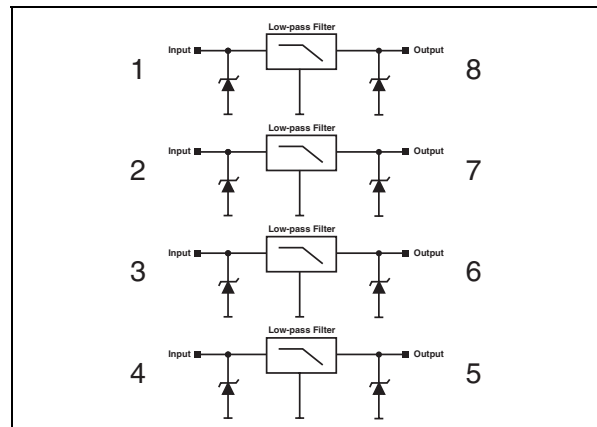 Low-pass Filter
1 Input Output 8
Low-pass Filter
2 Input Output 7
Low-pass Filter
3 Input Output 6
Low-pass Filter
4 Input Output 5